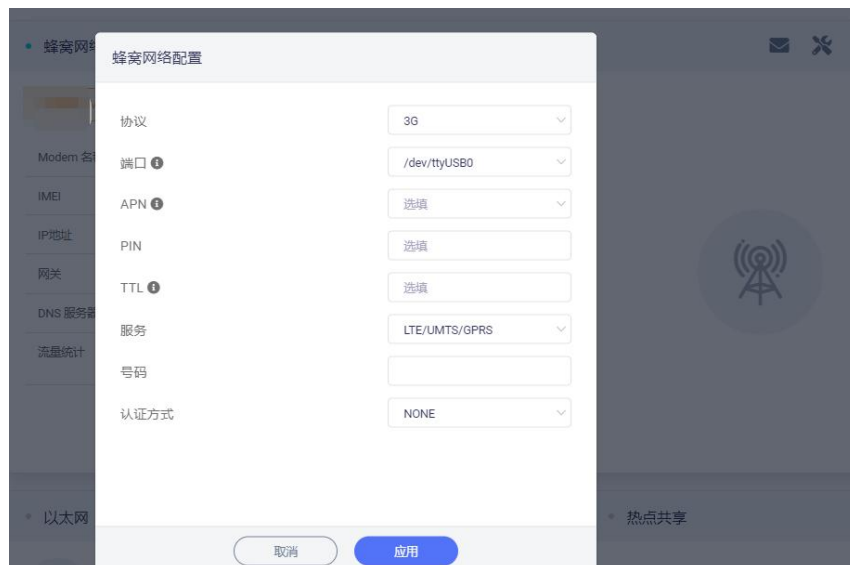 蜂窝网
蜂窝网络配置
协议 3G
Modem 名
端口 /dev/ttyUSB0
IMEI
APN 选填
IP地址
PIN 选填
网关
TTL 选填
DNS 服务器
服务 LTE/UMTS/GPRS
流量统计
号码
认证方式 NONE
以太网
热点共享
取消 应用